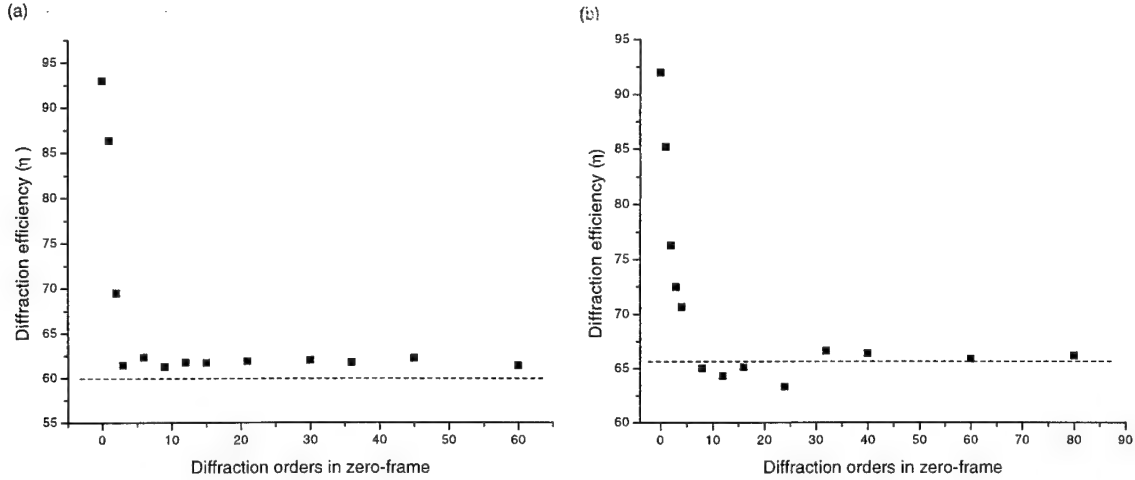 (a)
95
90
85
80
75
70
65
60
55
Diffraction efficiency (η )
0 10 20 30 40 50 60
Diffraction orders in zero-frame
(b)
95
90
85
80
75
70
65
60
Diffraction efficiency (η)
0 10 20 30 40 50 60 70 80 90
Diffraction orders in zero-frame